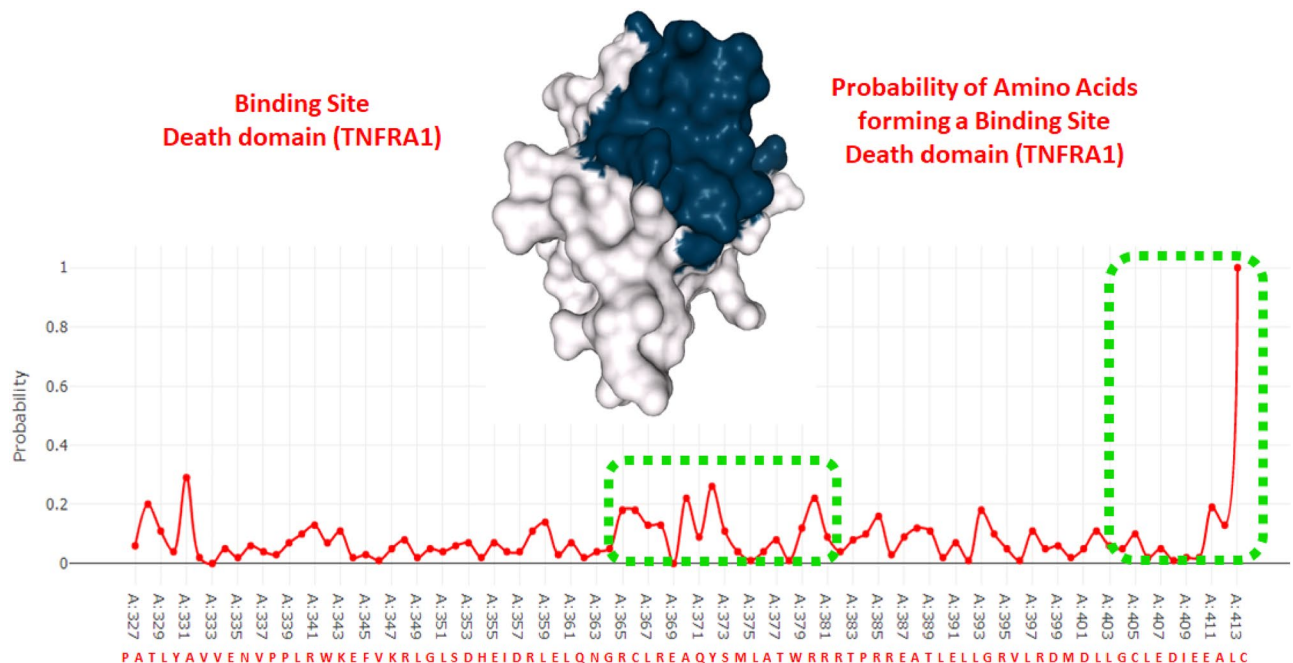 Binding Site
Death domain (TNFRA1)
Probability of Amino Acids
forming a Binding Site
Death domain (TNFRA1)
Probability
1
0.8
0.6
0.4
0.2
0
A:327 A:329 A:331 A:333 A:335 A:337 A:339 A:341 A:343 A:345 A:347 A:349 A:351 A:353 A:355 A:357 A:359 A:361 A:363 A:365 A:367 A:369 A:371 A:373 A:375 A:377 A:379 A:381 A:383 A:385 A:387 A:389 A:391 A:393 A:395 A:397 A:399 A:401 A:403 A:405 A:407 A:409 A:411 A:413
P A T L Y A V V E N V P P L R W K E F V K R L G L S D H E I D R L E L Q N G R C L R E A Q Y S M L A T W R R R T P R R E A T L E L L G R V L R D M D L L G C L E D I E E A L C